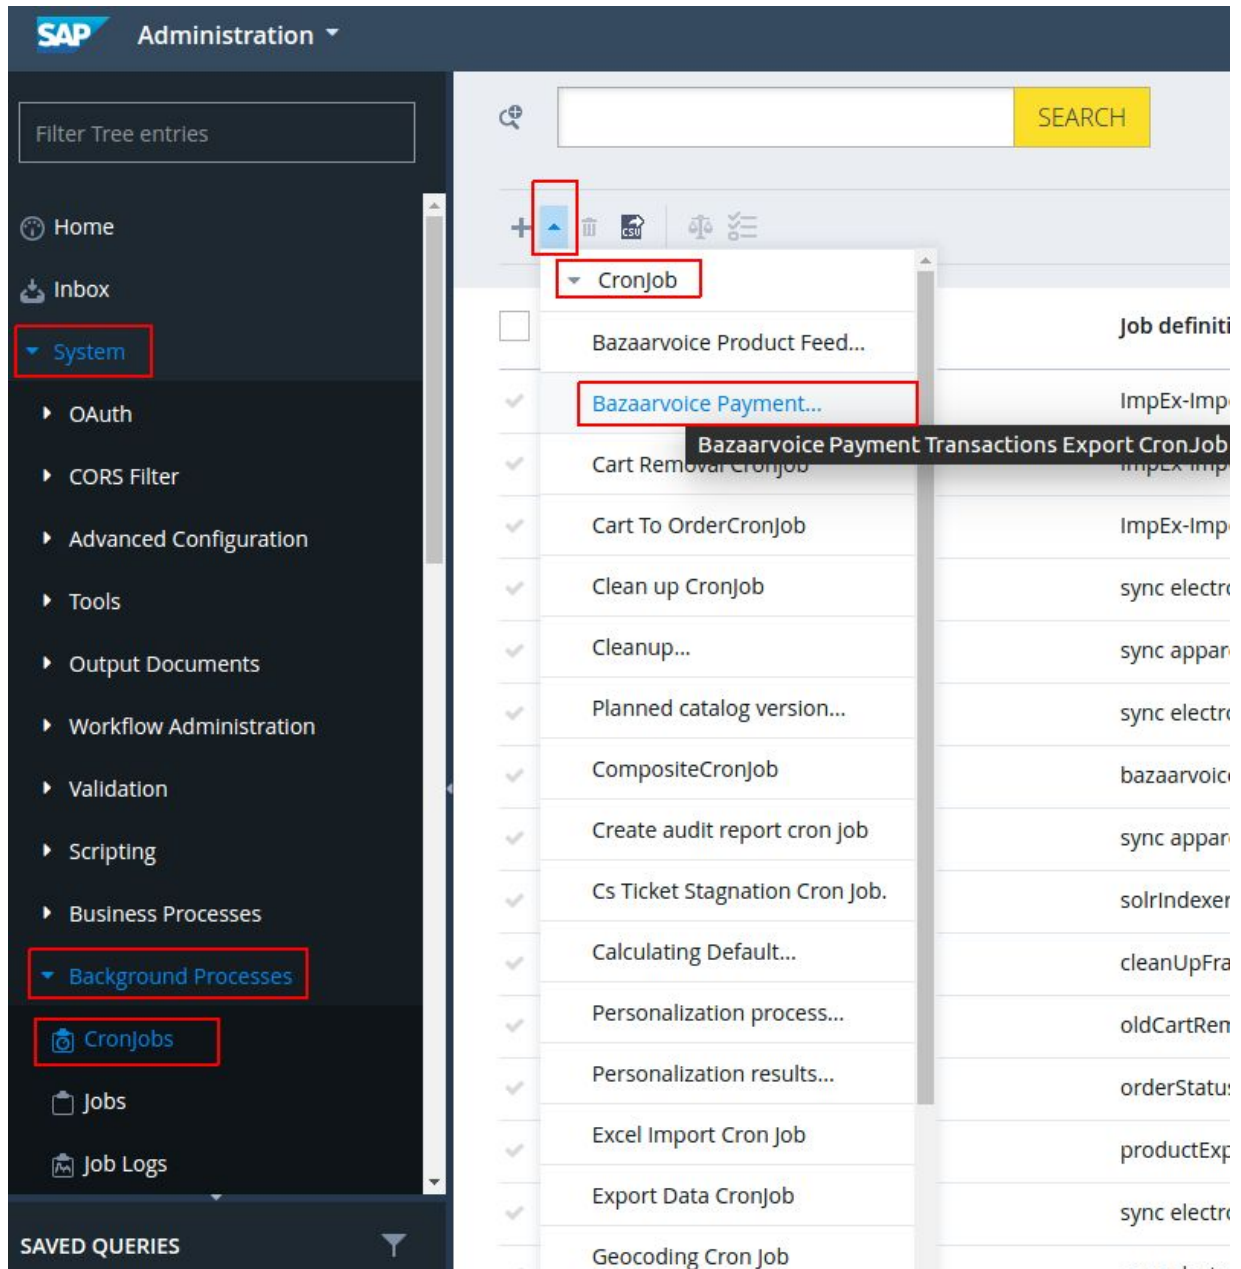 SAP Administration
Filter Tree entries
Home
Inbox
System
OAuth
CORS Filter
Advanced Configuration
Tools
Output Documents
Workflow Administration
Validation
Scripting
Business Processes
Background Processes
CronJobs
Jobs
Job Logs
SAVED QUERIES
SEARCH
CSV
CronJob
Bazaarvoice Product Feed...
Bazaarvoice Payment...
Bazaarvoice Payment Transactions Export CronJob
Cart Removal CronJob
Cart To OrderCronJob
Clean up CronJob
Cleanup...
Planned catalog version...
CompositeCronJob
Create audit report cron job
Cs Ticket Stagnation Cron Job.
Calculating Default...
Personalization process...
Personalization results...
Excel Import Cron Job
Export Data CronJob
Geocoding Cron Job
Job definiti
ImpEx-Imp
ImpEx-Imp
ImpEx-Imp
sync electr
sync appar
sync electr
bazaarvoic
sync appar
solrIndexer
cleanUpFra
oldCartRem
orderStatu
productExp
sync electr